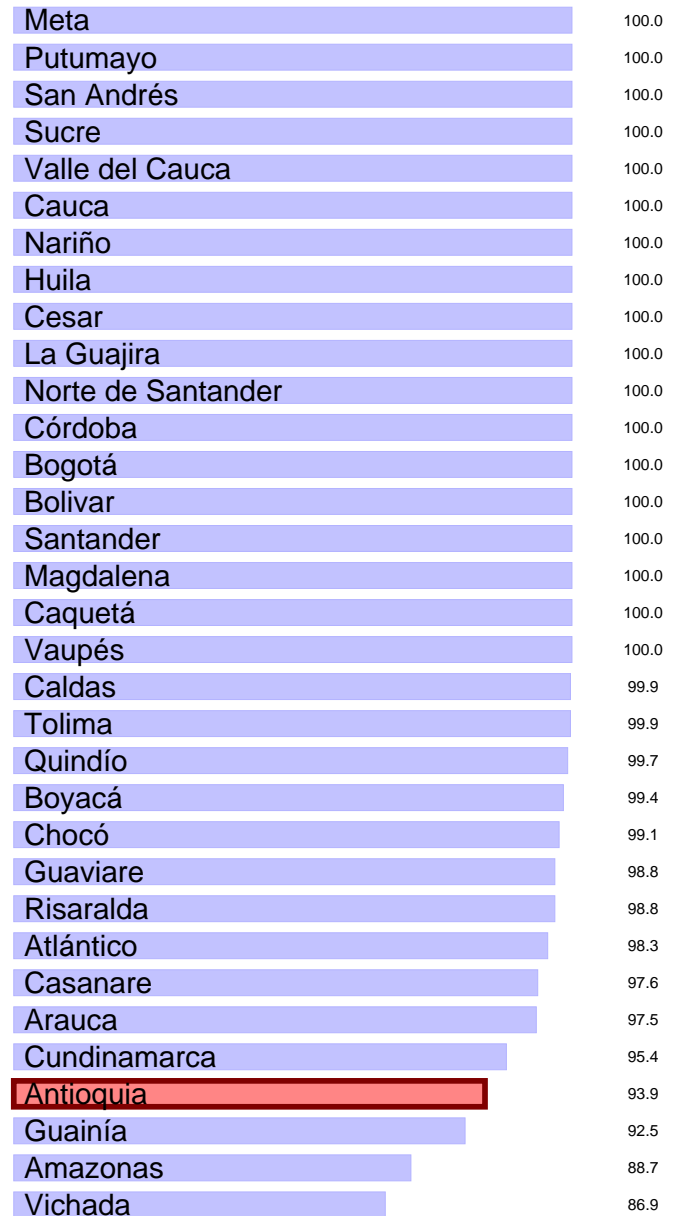 Meta 100.0
Putumayo 100.0
San Andrés 100.0
Sucre 100.0
Valle del Cauca 100.0
Cauca 100.0
Nariño 100.0
Huila 100.0
Cesar 100.0
La Guajira 100.0
Norte de Santander 100.0
Córdoba 100.0
Bogotá 100.0
Bolivar 100.0
Santander 100.0
Magdalena 100.0
Caquetá 100.0
Vaupés 100.0
Caldas 99.9
Tolima 99.9
Quindío 99.7
Boyacá 99.4
Chocó 99.1
Guaviare 98.8
Risaralda 98.8
Atlántico 98.3
Casanare 97.6
Arauca 97.5
Cundinamarca 95.4
Antioquia 93.9
Guainía 92.5
Amazonas 88.7
Vichada 86.9